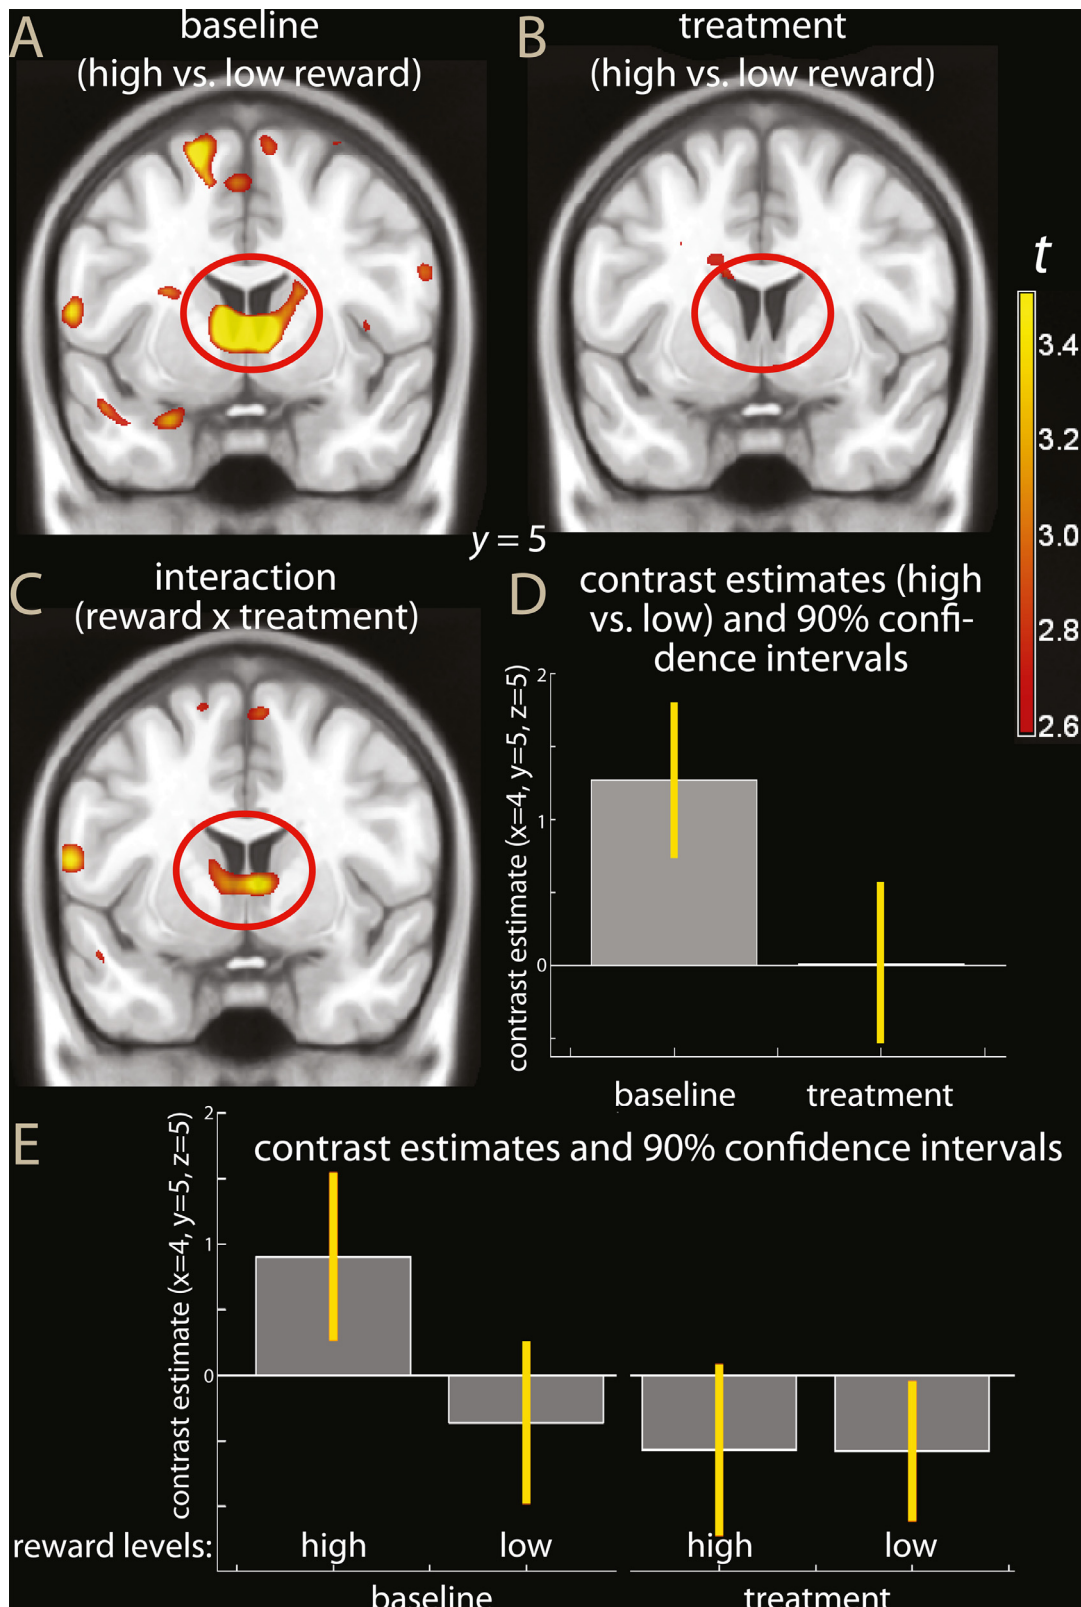 A
baseline
(high vs. low reward)
B
treatment
(high vs. low reward)
t
3.4
3.2
3.0
2.8
2.6
y = 5
C
interaction
(reward x treatment)
D
contrast estimates (high
vs. low) and 90% confi-
dence intervals
contrast estimate (x=4, y=5, z=5)
2
1
0
baseline
treatment
E
contrast estimates and 90% confidence intervals
contrast estimate (x=4, y=5, z=5)
2
1
0
reward levels:
high
low
high
low
baseline
treatment